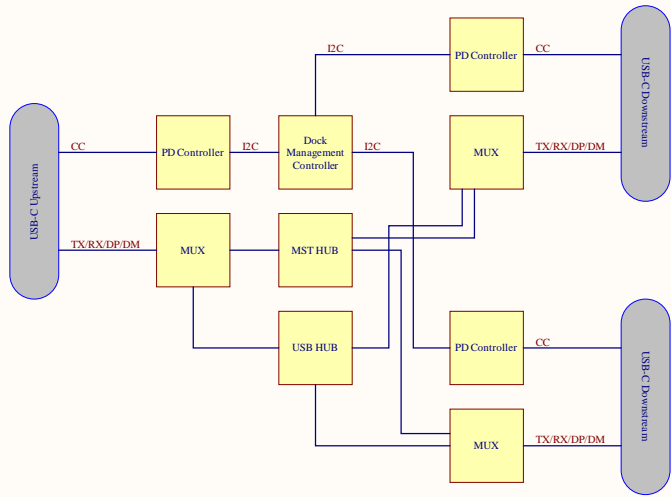 I2C
PD Controller
CC
USB-C Downstream
CC
PD Controller
I2C
Dock
Management
Controller
I2C
MUX
TX/RX/DP/DM
USB-C Upstream
TX/RX/DP/DM
MUX
MST HUB
USB HUB
PD Controller
CC
USB-C Downstream
MUX
TX/RX/DP/DM